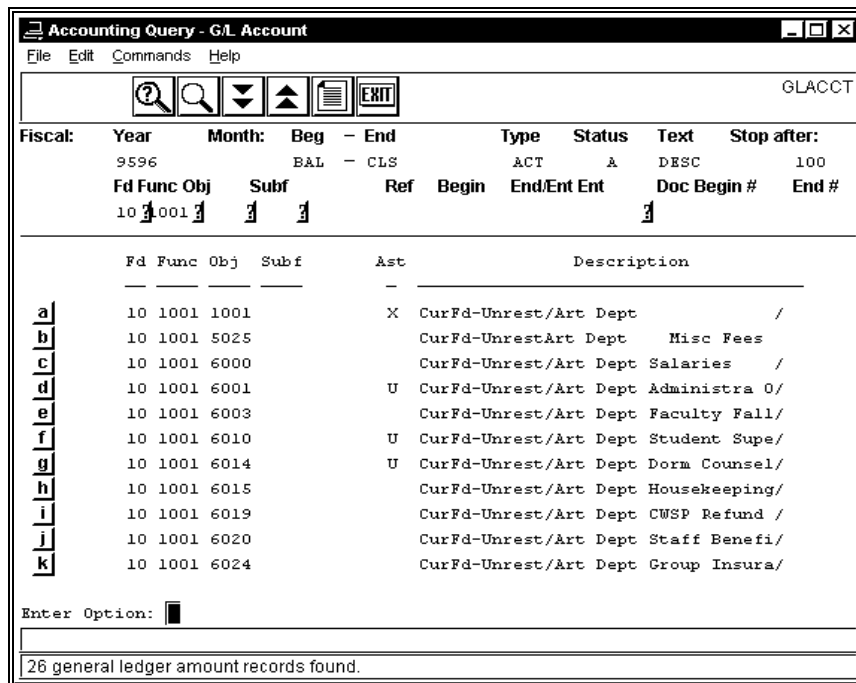 Accounting Query - G/L Account
File Edit Commands Help
EXIT
GLACCT
Fiscal: Year Month: Beg - End Type Status Text Stop after:
9596 BAL - CLS ACT A DESC 100
Fd Func Obj Subf Ref Begin End/Ent Ent Doc Begin # End #
10 ? 1001 ? ? ? ?
Fd Func Obj Subf Ast Description
a 10 1001 1001 X CurFd-Unrest/Art Dept /
b 10 1001 5025 CurFd-UnrestArt Dept Misc Fees
c 10 1001 6000 CurFd-Unrest/Art Dept Salaries /
d 10 1001 6001 U CurFd-Unrest/Art Dept Administra O/
e 10 1001 6003 CurFd-Unrest/Art Dept Faculty Fall/
f 10 1001 6010 U CurFd-Unrest/Art Dept Student Supe/
g 10 1001 6014 U CurFd-Unrest/Art Dept Dorm Counsel/
h 10 1001 6015 CurFd-Unrest/Art Dept Housekeeping/
i 10 1001 6019 CurFd-Unrest/Art Dept CWSP Refund /
j 10 1001 6020 CurFd-Unrest/Art Dept Staff Benefi/
k 10 1001 6024 CurFd-Unrest/Art Dept Group Insura/
Enter Option:
26 general ledger amount records found.